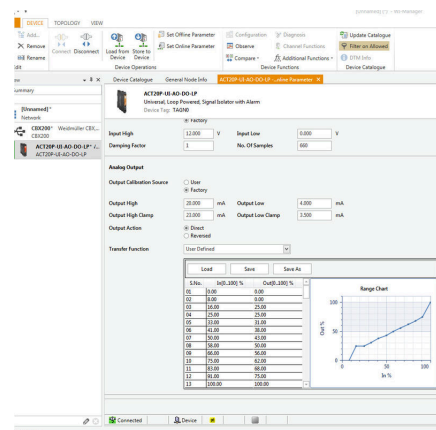 DEVICE TOPOLOGY VIEW
Add...
Remove
Rename
Connect Disconnect
Load from Device
Store to Device
Set Offline Parameter
Set Online Parameter
Configuration
Observe
Compare
Diagnosis
Channel Functions
Additional Functions
Update Catalogue
Filter on Allowed
DTM Info
Device Operations Device Functions Device Catalogue
Device Catalogue General Node Info ACT20P-UI-AO-DO-LP
ACT20P-UI-AO-DO-LP
Universal, Loop Powered, Signal Isolator with Alarm
Device Tag TAGN0
[Unnamed]*
Network
CBX200* Weidmüller CBX...
CBX200
ACT20P-UI-AO-DO-LP*
ACT20P-UI-AO-DO-LP
Factory
Input High 12.000 V Input Low 0.000 V
Damping Factor 1 No. Of Samples 660
Analog Output
Output Calibration Source User
Factory
Output High 20.000 mA Output Low 4.000 mA
Output High Clamp 23.000 mA Output Low Clamp 3.500 mA
Output Action Direct
Reversed
Transfer Function User Defined
Load Save Save As
S.No. In[0..100] % Out[0..100] %
01 0.00 0.00
02 8.00 0.00
03 16.00 25.00
04 25.00 25.00
05 33.00 31.00
06 41.00 38.00
07 50.00 43.00
08 58.00 50.00
09 66.00 56.00
10 75.00 62.00
11 83.00 68.00
12 91.00 75.00
13 100.00 100.00
Range Chart
100
50
0
Out %
0 50 100
In %
Connected Device